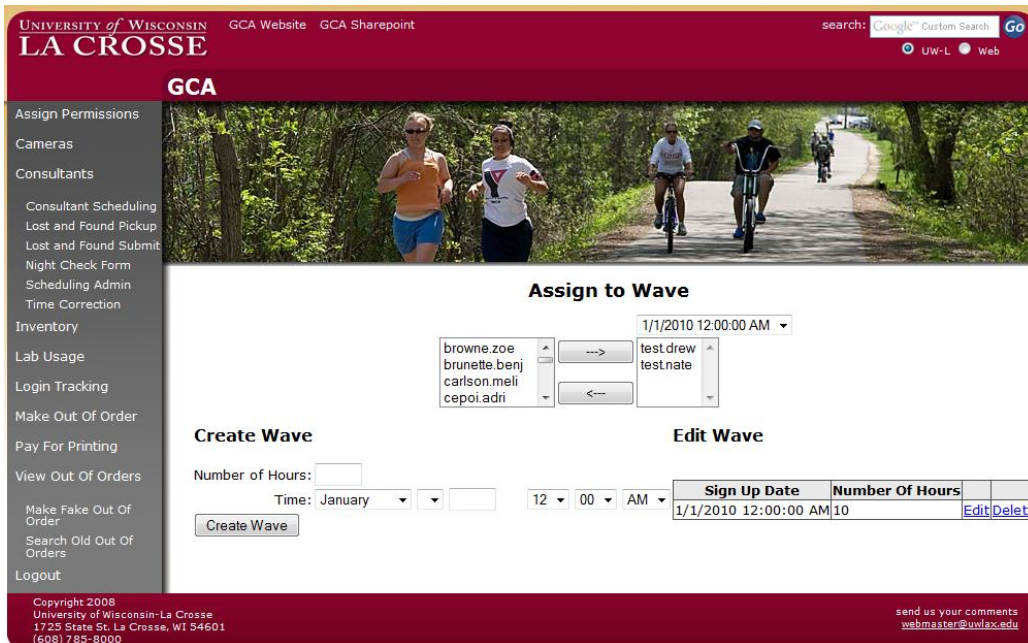 UNIVERSITY of WISCONSIN
LA CROSSE
GCA Website GCA Sharepoint
search: Google™ Custom Search Go
UW-L Web
GCA
Assign Permissions
Cameras
Consultants
Consultant Scheduling
Lost and Found Pickup
Lost and Found Submit
Night Check Form
Scheduling Admin
Time Correction
Inventory
Lab Usage
Login Tracking
Make Out Of Order
Pay For Printing
View Out Of Orders
Make Fake Out Of
Order
Search Old Out Of
Orders
Logout
Assign to Wave
1/1/2010 12:00:00 AM
browne.zoe
brunette.benj
carlson.meli
cepoi.adri
--->
<---
test.drew
test.nate
Create Wave
Number of Hours:
Time: January 12 00 AM
Create Wave
Edit Wave
Sign Up Date Number Of Hours
1/1/2010 12:00:00 AM 10 Edit Delet
Copyright 2008
University of Wisconsin-La Crosse
1725 State St. La Crosse, WI 54601
(608) 785-8000
send us your comments
webmaster@uwlax.edu